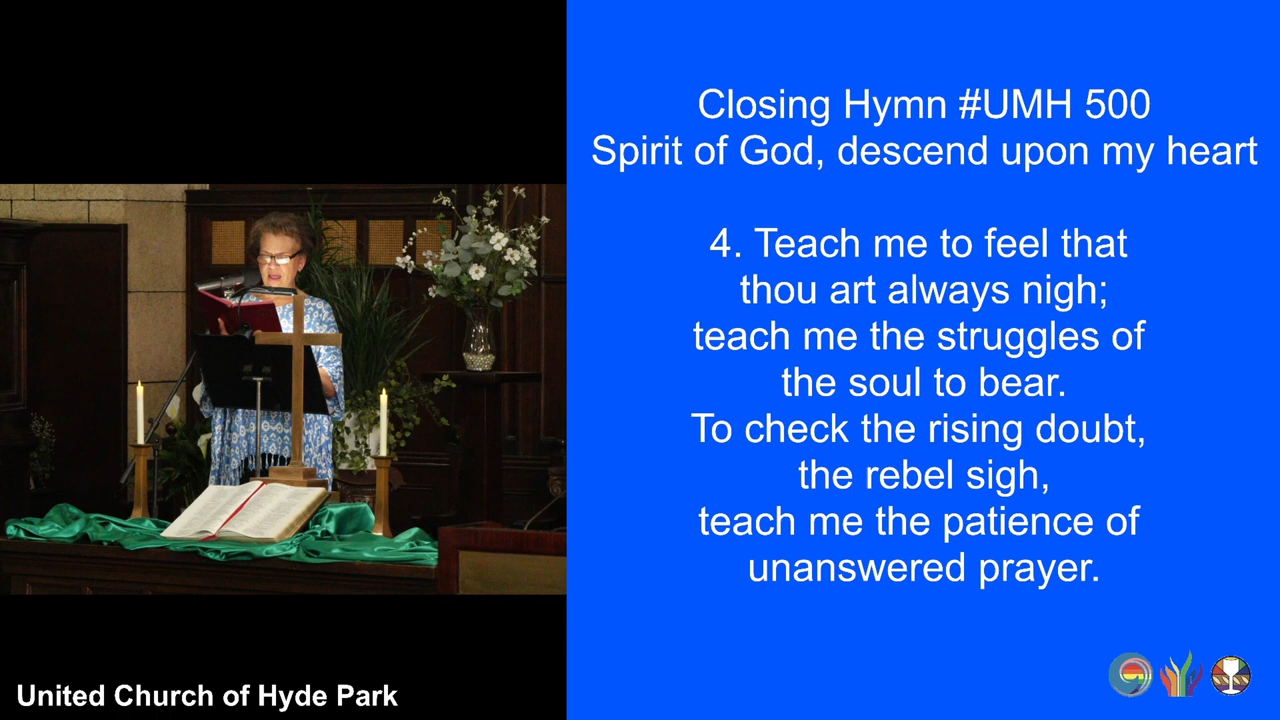 Closing Hymn #UMH 500
Spirit of God, descend upon my heart
4. Teach me to feel that
thou art always nigh;
teach me the struggles of
the soul to bear.
To check the rising doubt,
the rebel sigh,
teach me the patience of
unanswered prayer.
United Church of Hyde Park